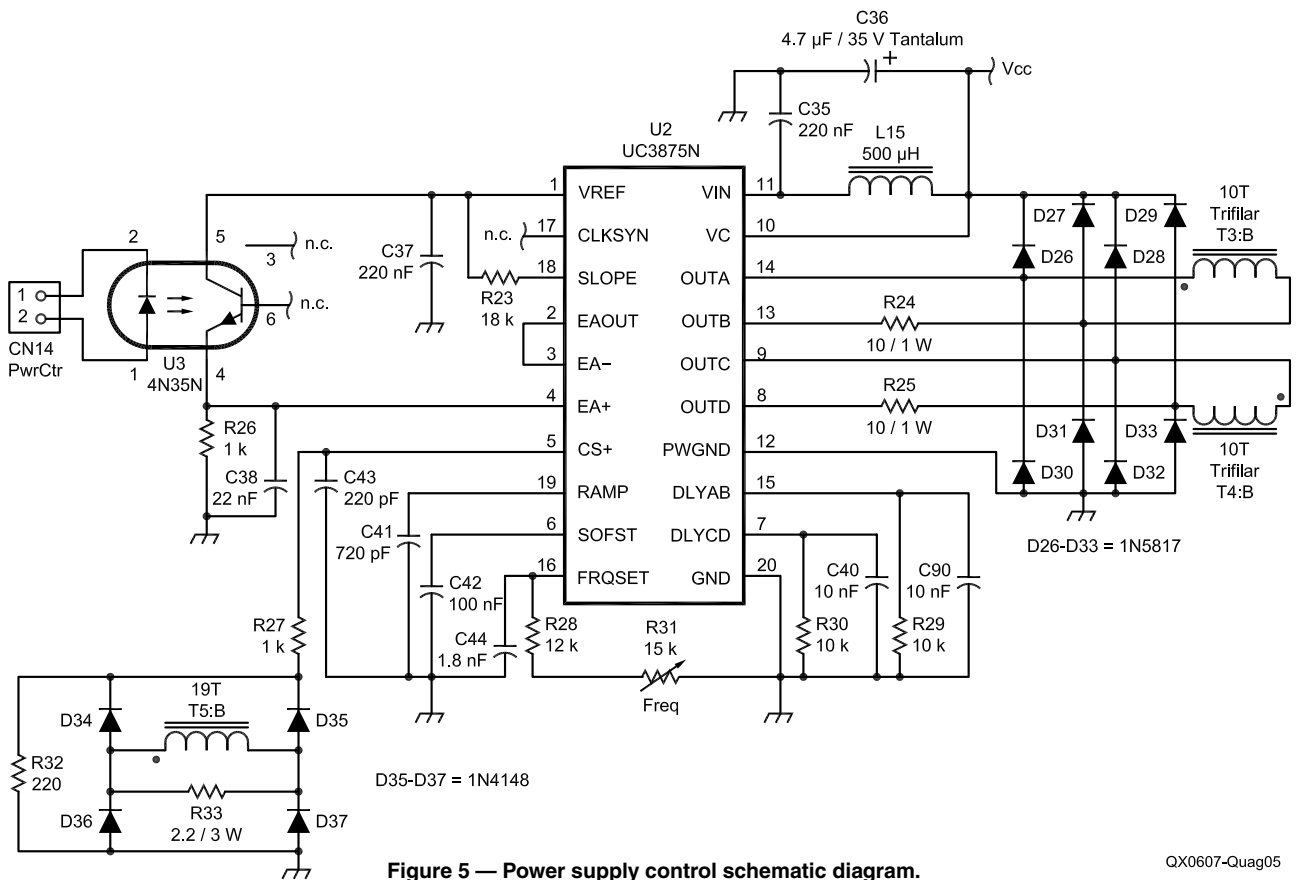 C36
4.7 µF / 35 V Tantalum
+
Vcc
C35
220 nF
L15
500 µH
U2
UC3875N
1
VREF
VIN
11
17
CLKSYN
VC
10
18
SLOPE
OUTA
14
2
EAOUT
OUTB
13
3
EA−
OUTC
9
4
EA+
OUTD
8
5
CS+
PWGND
12
19
RAMP
DLYAB
15
6
SOFST
DLYCD
7
16
FRQSET
GND
20
D27
D29
D26
D28
10T
Trifilar
T3:B
R24
10 / 1 W
R25
10 / 1 W
D31
D33
D30
D32
10T
Trifilar
T4:B
D26-D33 = 1N5817
2
5
3
n.c.
n.c.
n.c.
6
1
4
1
2
CN14
PwrCtr
U3
4N35N
C37
220 nF
R23
18 k
R26
1 k
C38
22 nF
C43
220 pF
C41
720 pF
C42
100 nF
C44
1.8 nF
R27
1 k
R28
12 k
R31
15 k
Freq
R30
10 k
C40
10 nF
R29
10 k
C90
10 nF
19T
T5:B
D34
D35
R32
220
R33
2.2 / 3 W
D36
D37
D35-D37 = 1N4148
Figure 5 — Power supply control schematic diagram.
QX0607-Quag05